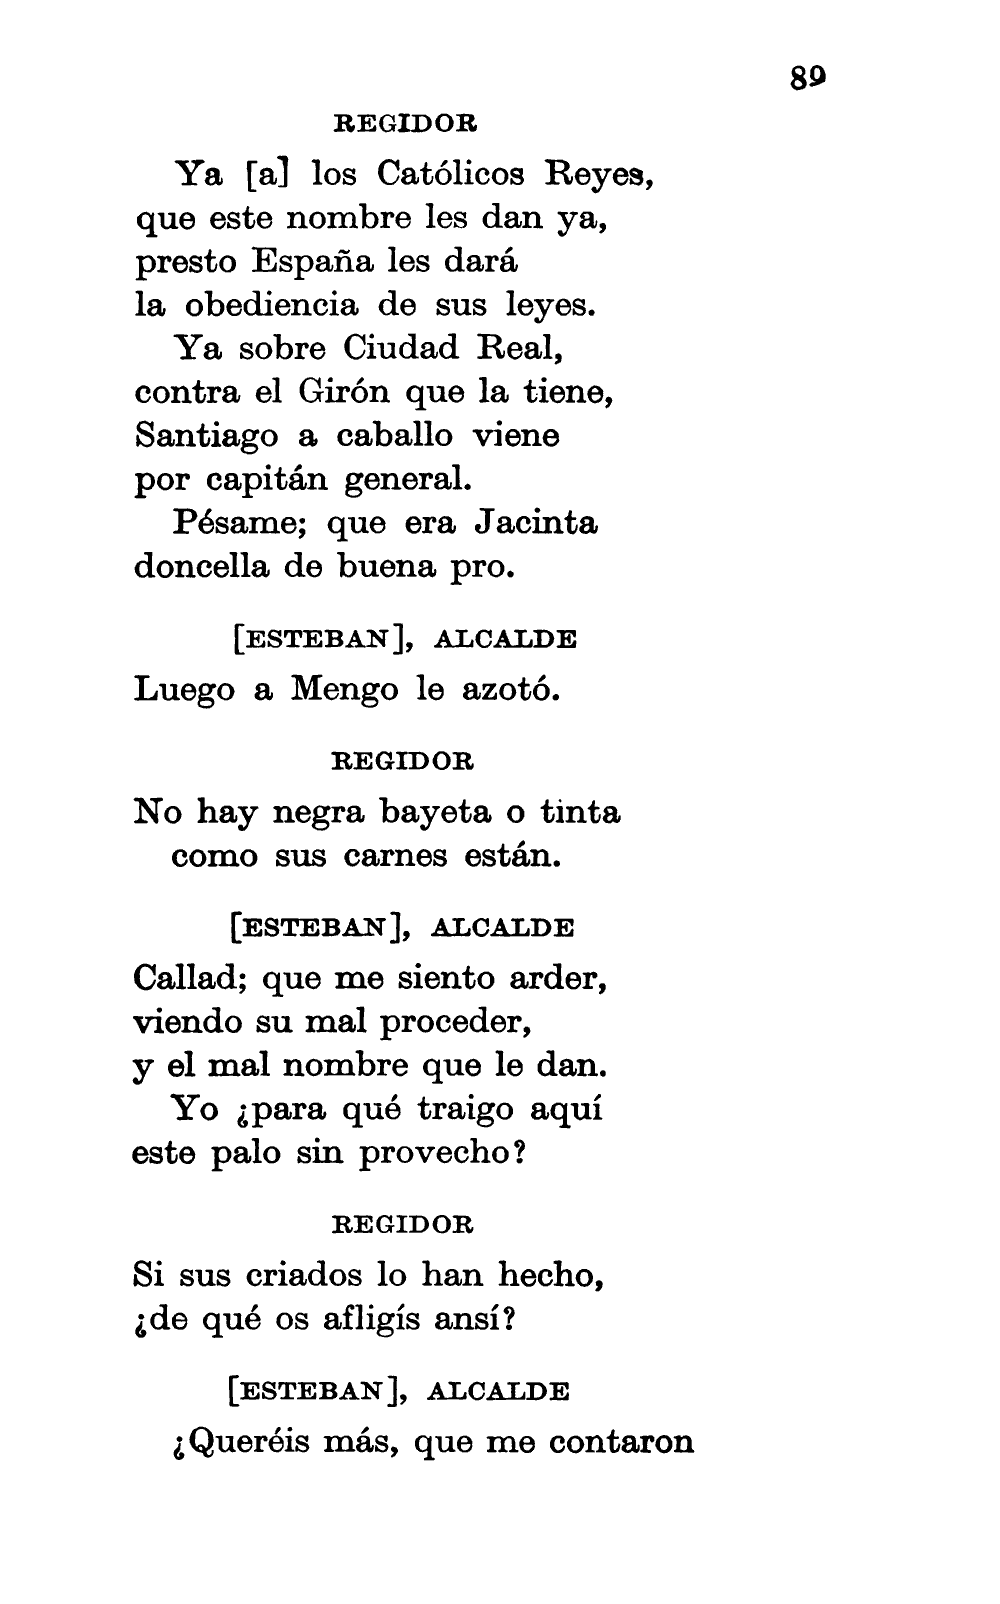 89
REGIDOR
Ya [a] los Católicos Reyes,
que este nombre les dan ya,
presto España les dará
la obediencia de sus leyes.
Ya sobre Ciudad Real,
contra el Girón que la tiene,
Santiago a caballo viene
por capitán general.
Pésame; que era Jacinta
doncella de buena pro.
[ESTEBAN], ALCALDE
Luego a Mengo le azotó.
REGIDOR
No hay negra bayeta o tinta
como sus carnes están.
[ESTEBAN], ALCALDE
Callad; que me siento arder,
viendo su mal proceder,
y el mal nombre que le dan.
Yo ¿para qué traigo aquí
este palo sin provecho?
REGIDOR
Si sus criados lo han hecho,
¿de qué os afligís ansí?
[ESTEBAN], ALCALDE
¿Queréis más, que me contaron